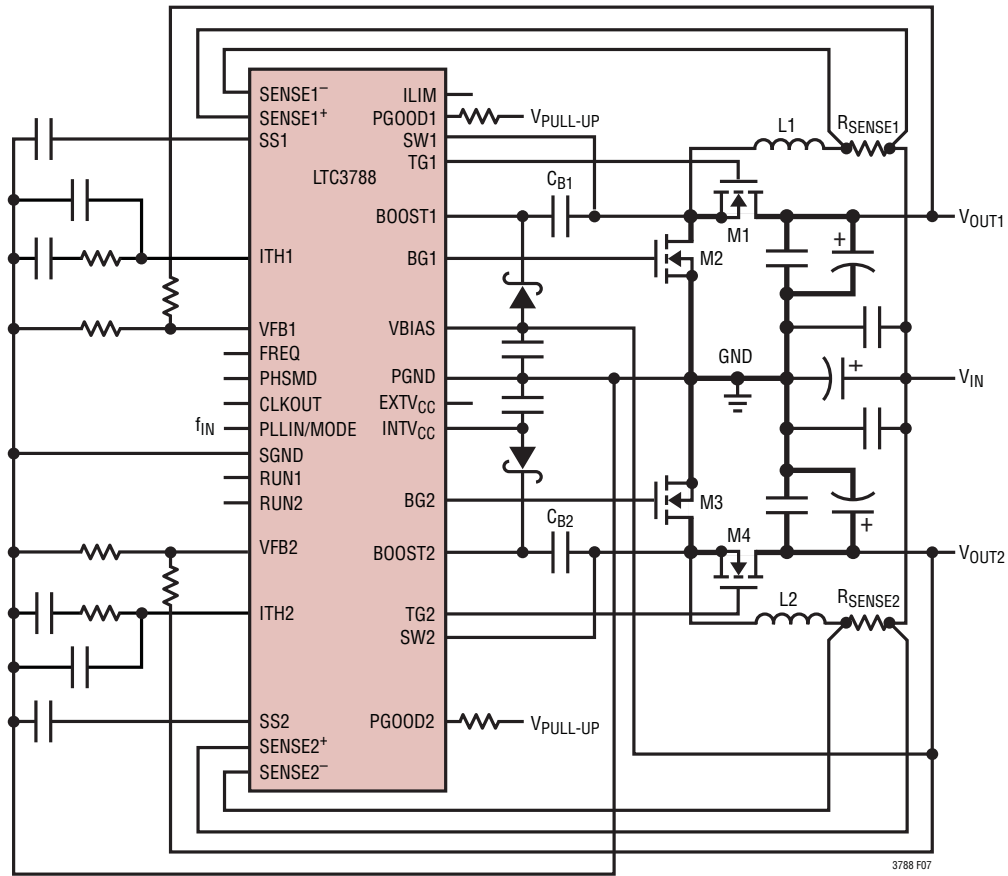 SENSE1–
SENSE1+
SS1
LTC3788
ITH1
VFB1
FREQ
PHSMD
CLKOUT
fIN
PLLIN/MODE
SGND
RUN1
RUN2
VFB2
ITH2
SS2
SENSE2+
SENSE2–
ILIM
PGOOD1
VPULL-UP
SW1
TG1
BOOST1
BG1
VBIAS
PGND
EXTVCC
INTVCC
BG2
BOOST2
TG2
SW2
PGOOD2
VPULL-UP
CB1
CB2
L1
RSENSE1
M1
M2
VOUT1
+
GND
+
VIN
M3
M4
+
VOUT2
L2
RSENSE2
3788 F07